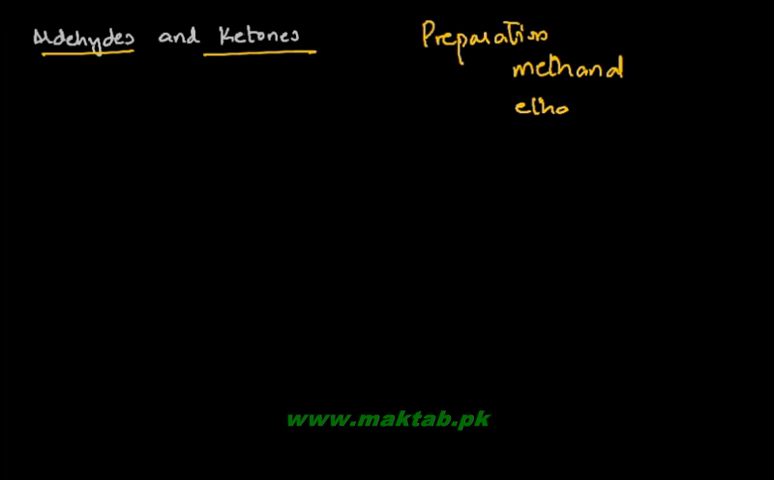 Aldehydes and Ketones
Preparation
methanal
etha
www.maktab.pk